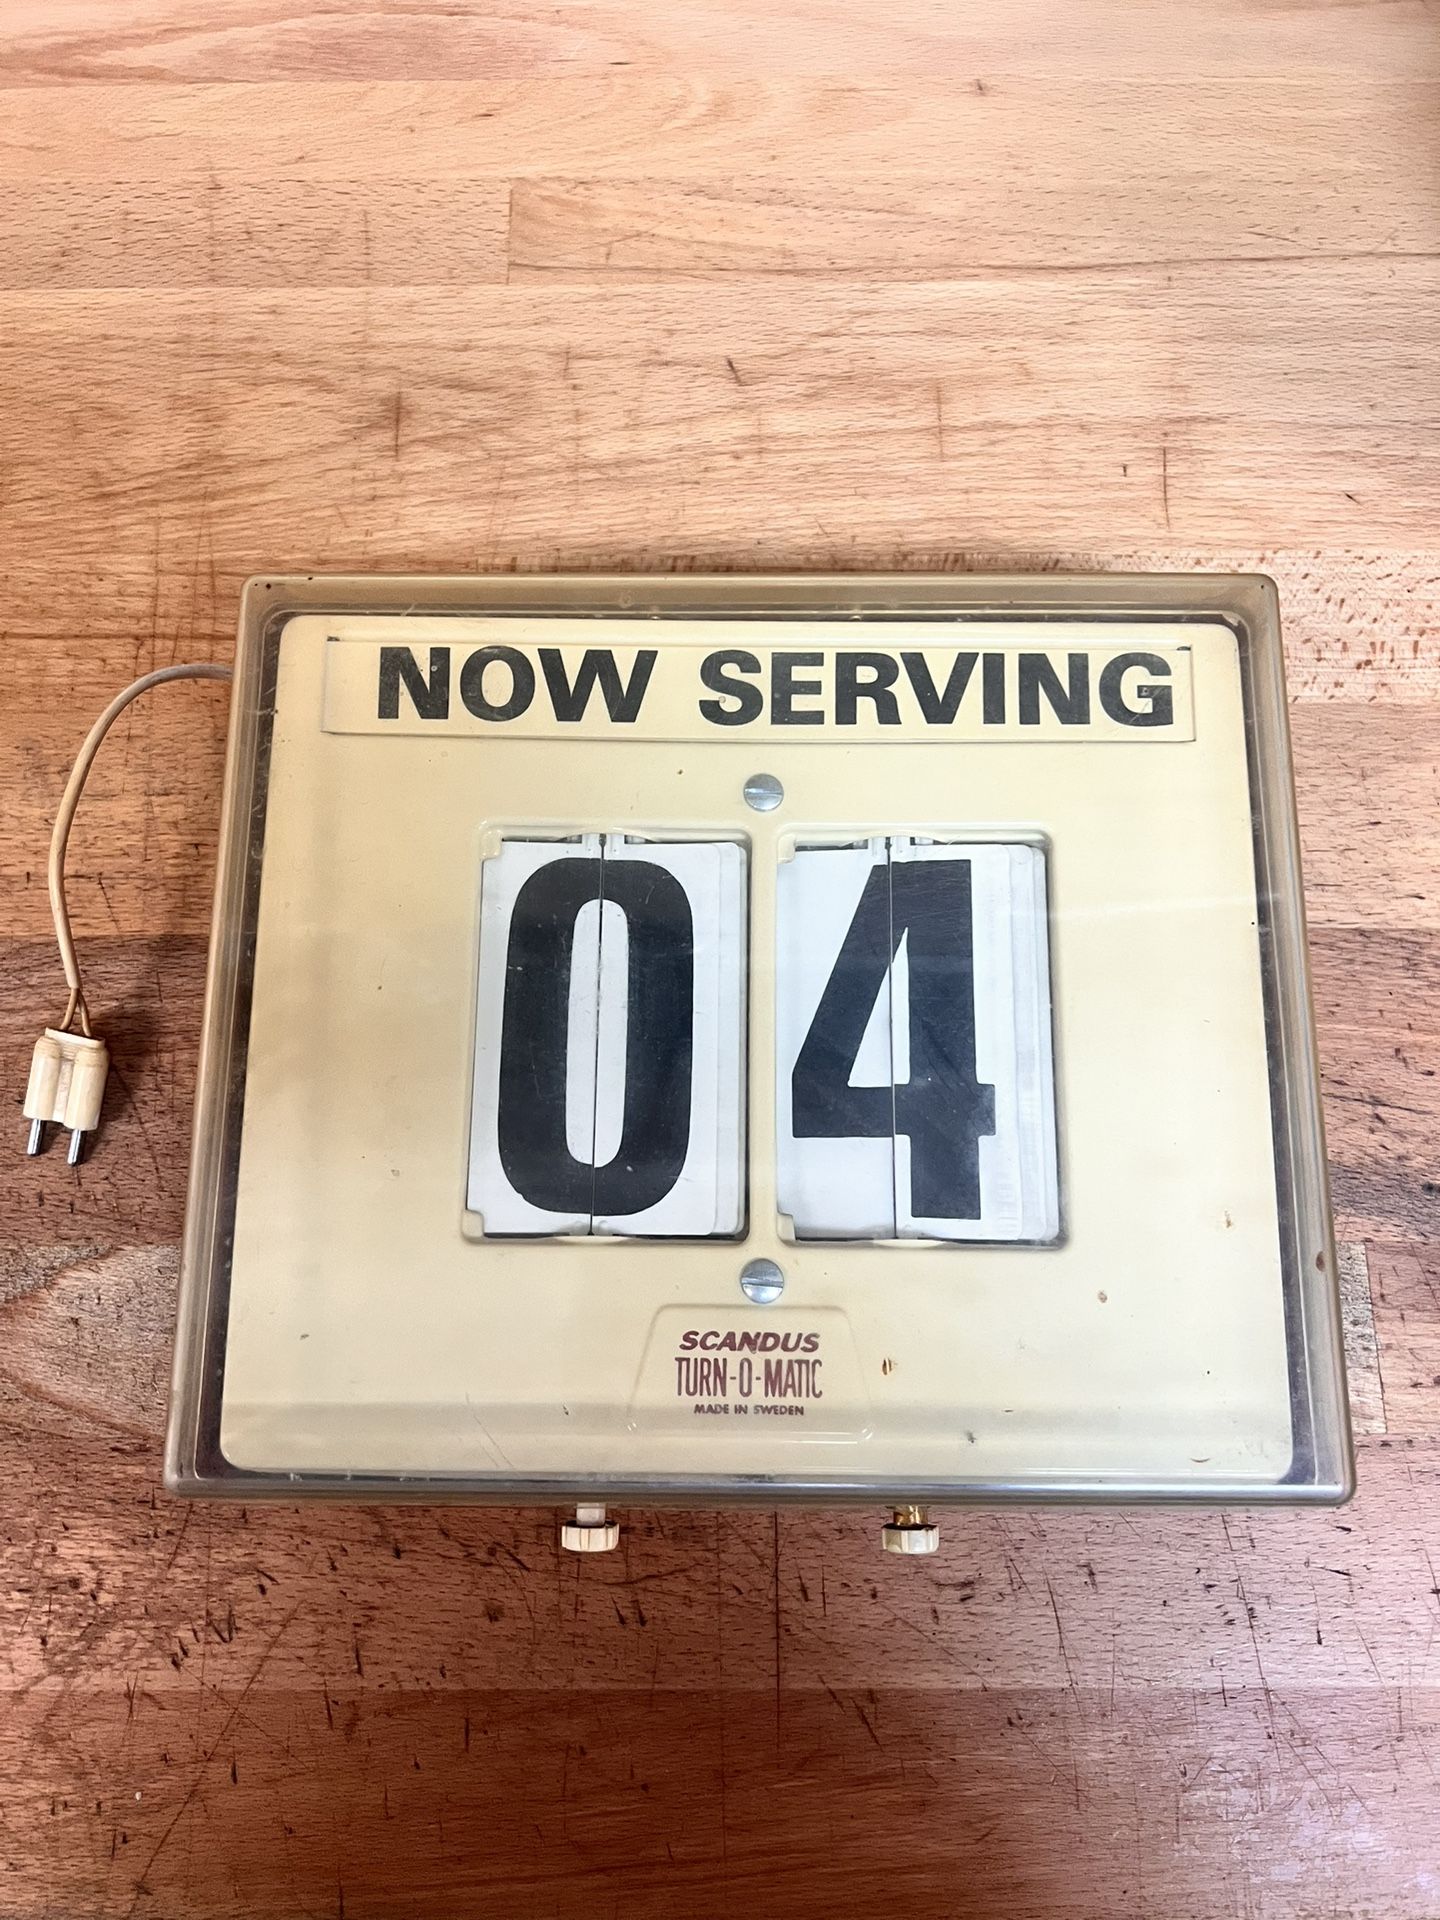 NOW SERVING
04
SCANDUS
TURN-O-MATIC
MADE IN SWEDEN